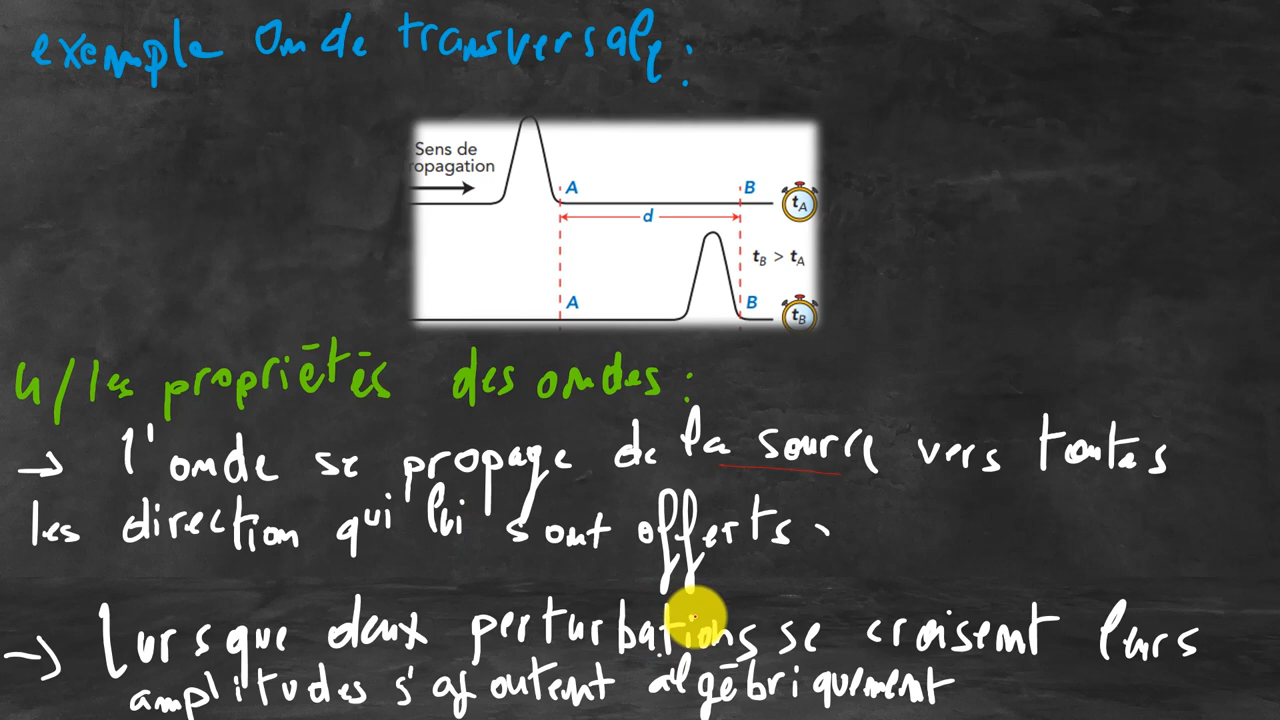 exemple onde transversale :
Sens de
ropagation
A B tA
d
tB > tA
A B tB
4/ les propriétés des ondes :
→ l'onde se propage de la source vers toutes
les direction qui lui sont offerts .
→ Lorsque deux perturbations se croisent leurs
amplitudes s'ajoutent algébriquement